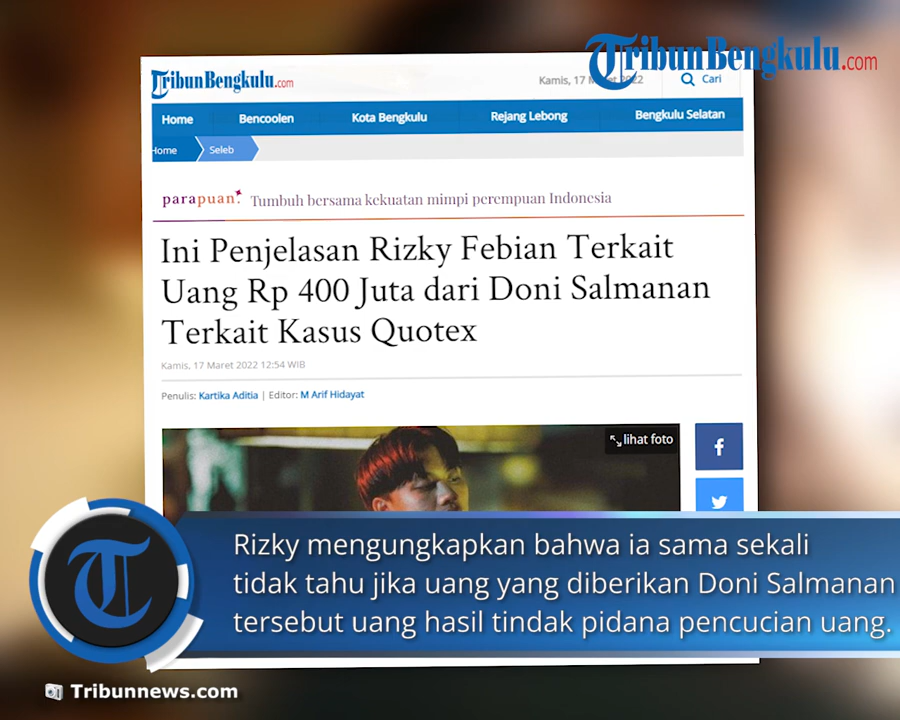 TribunBengkulu.com
TribunBengkulu.com
Kamis, 17 2022
Cari
Home Bencoolen Kota Bengkulu Rejang Lebong Bengkulu Selatan
Home Seleb
parapuan. Tumbuh bersama kekuatan mimpi perempuan Indonesia
Ini Penjelasan Rizky Febian Terkait
Uang Rp 400 Juta dari Doni Salmanan
Terkait Kasus Quotex
Kamis, 17 Maret 2022 12:54 WIB
Penulis: Kartika Aditia | Editor: M Arif Hidayat
lihat foto
f
Rizky mengungkapkan bahwa ia sama sekali
tidak tahu jika uang yang diberikan Doni Salmanan
tersebut uang hasil tindak pidana pencucian uang.
T
Tribunnews.com